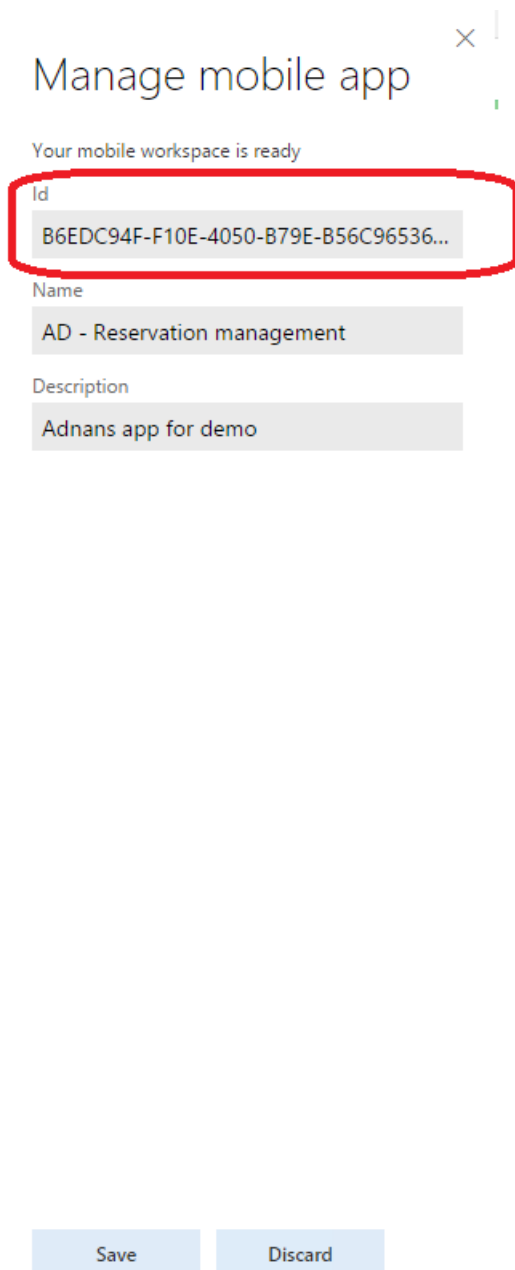 Manage mobile app
Your mobile workspace is ready
Id
B6EDC94F-F10E-4050-B79E-B56C96536...
Name
AD - Reservation management
Description
Adnans app for demo
Save Discard